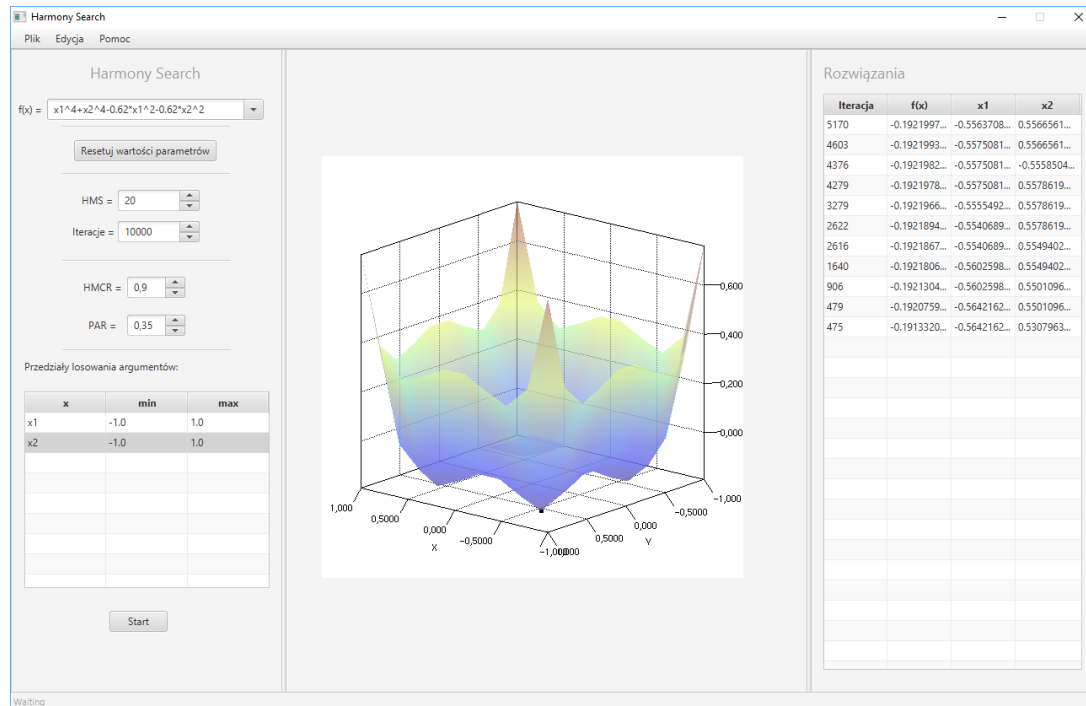 Harmony Search
Plik Edycja Pomoc
Harmony Search
f(x) = x1^4+x2^4-0.62*x1^2-0.62*x2^2
Resetuj wartości parametrów
HMS = 20
Iteracje = 10000
HMCR = 0,9
PAR = 0,35
Przedziały losowania argumentów:
x min max
x1 -1.0 1.0
x2 -1.0 1.0
Start
0,600
0,400
0,200
0,000
1,000
0,5000
0,000
-0,5000
X
0,5000
0,000
-0,5000
-1,000
Y
Rozwiązania
Iteracja f(x) x1 x2
5170 -0.1921997... -0.5563708... 0.5566561...
4603 -0.1921993... -0.5575081... 0.5566561...
4376 -0.1921982... -0.5575081... -0.5558504...
4279 -0.1921978... -0.5575081... 0.5578619...
3279 -0.1921966... -0.5555492... 0.5578619...
2622 -0.1921894... -0.5540689... 0.5578619...
2616 -0.1921867... -0.5540689... 0.5549402...
1640 -0.1921806... -0.5602598... 0.5549402...
906 -0.1921304... -0.5602598... 0.5501096...
479 -0.1920759... -0.5642162... 0.5501096...
475 -0.1913320... -0.5642162... 0.5307963...
Waiting